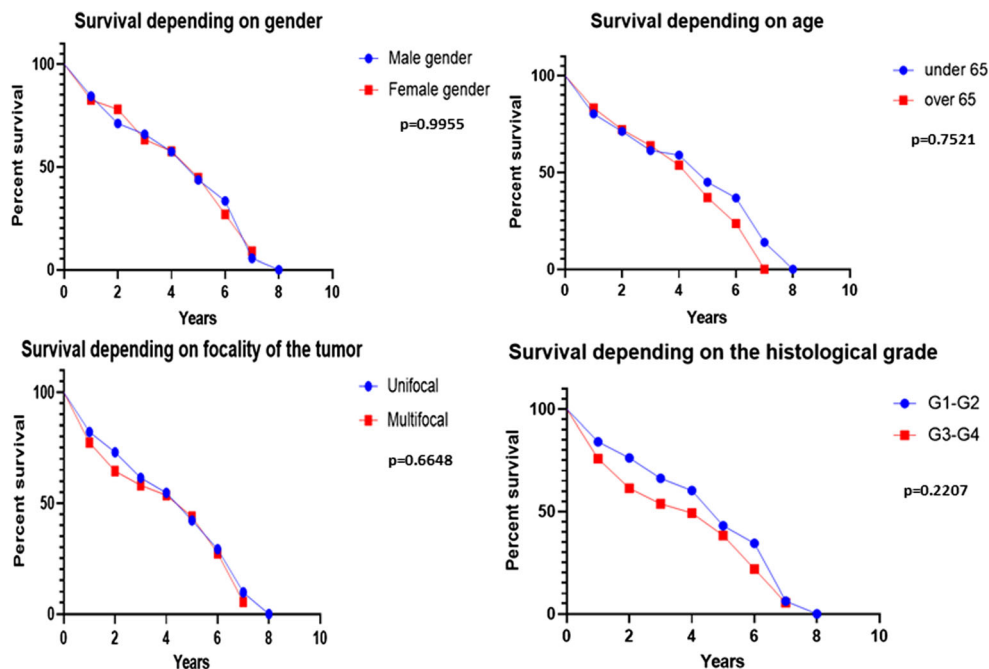 Survival depending on gender
Percent survival
100
50
0
0 2 4 6 8 10
Years
Male gender
Female gender
p=0.9955
Survival depending on age
Percent survival
100
50
0
0 2 4 6 8 10
Years
under 65
over 65
p=0.7521
Survival depending on focality of the tumor
Percent survival
100
50
0
0 2 4 6 8 10
Years
Unifocal
Multifocal
p=0.6648
Survival depending on the histological grade
Percent survival
100
50
0
0 2 4 6 8 10
Years
G1-G2
G3-G4
p=0.2207